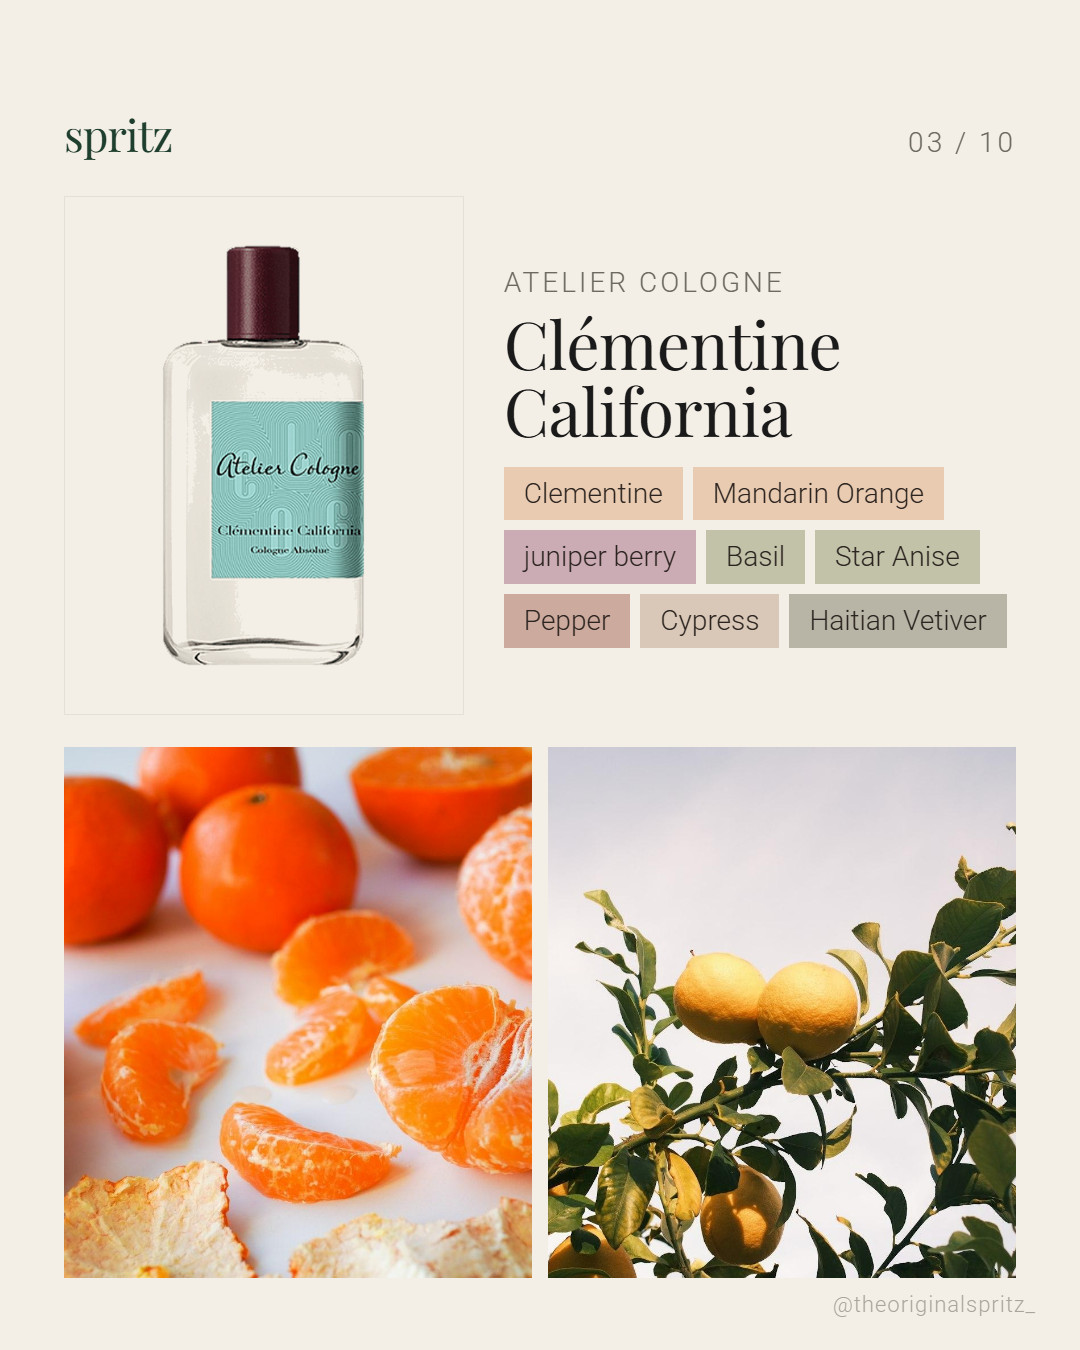 spritz
03 / 10
ATELIER COLOGNE
Clémentine
California
Clementine
Mandarin Orange
juniper berry
Basil
Star Anise
Pepper
Cypress
Haitian Vetiver
Atelier Cologne
Clémentine California
Cologne Absolue
@theoriginalspritz_